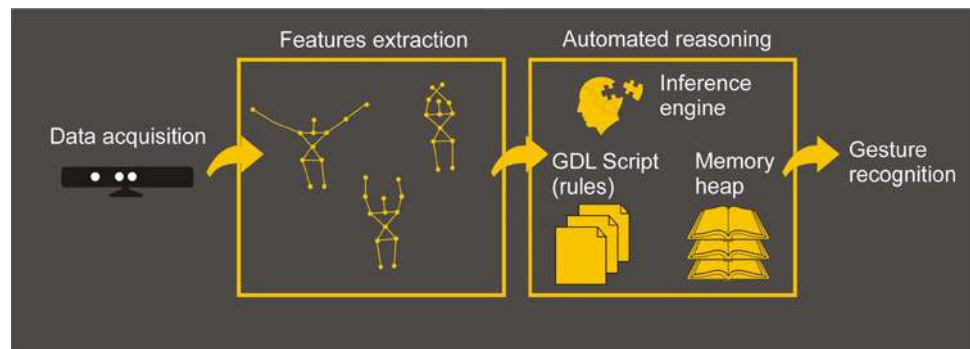 Features extraction
Automated reasoning
Data acquisition
Inference
engine
GDL Script
(rules)
Memory
heap
Gesture
recognition